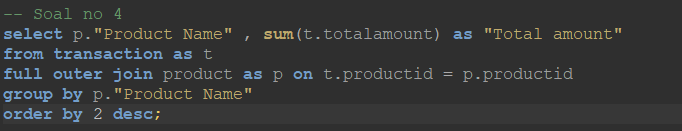 -- Soal no 4
select p."Product Name" , sum(t.totalamount) as "Total amount"
from transaction as t
full outer join product as p on t.productid = p.productid
group by p."Product Name"
order by 2 desc;